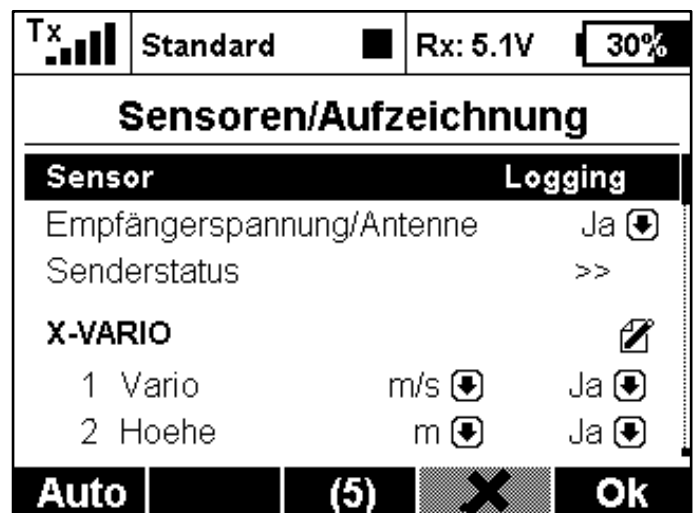 Tx Standard Rx: 5.1V 30%
Sensoren/Aufzeichnung
Sensor Logging
Empfängerspannung/Antenne Ja
Senderstatus >>
X-VARIO
1 Vario m/s Ja
2 Hoehe m Ja
Auto (5) Ok